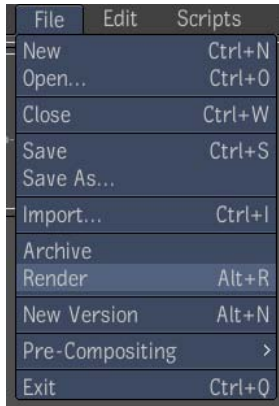 File Edit Scripts
New Ctrl+N
Open... Ctrl+O
Close Ctrl+W
Save Ctrl+S
Save As...
Import... Ctrl+I
Archive
Render Alt+R
New Version Alt+N
Pre-Compositing >
Exit Ctrl+Q